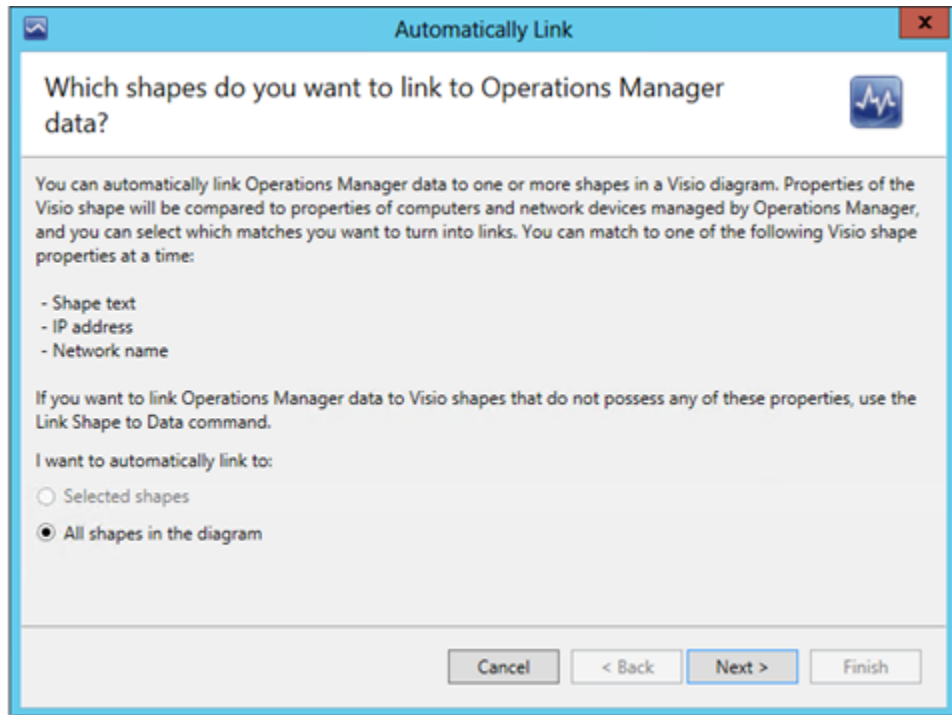 Automatically Link
x
Which shapes do you want to link to Operations Manager
data?
You can automatically link Operations Manager data to one or more shapes in a Visio diagram. Properties of the
Visio shape will be compared to properties of computers and network devices managed by Operations Manager,
and you can select which matches you want to turn into links. You can match to one of the following Visio shape
properties at a time:
- Shape text
- IP address
- Network name
If you want to link Operations Manager data to Visio shapes that do not possess any of these properties, use the
Link Shape to Data command.
I want to automatically link to:
Selected shapes
All shapes in the diagram
Cancel < Back Next > Finish